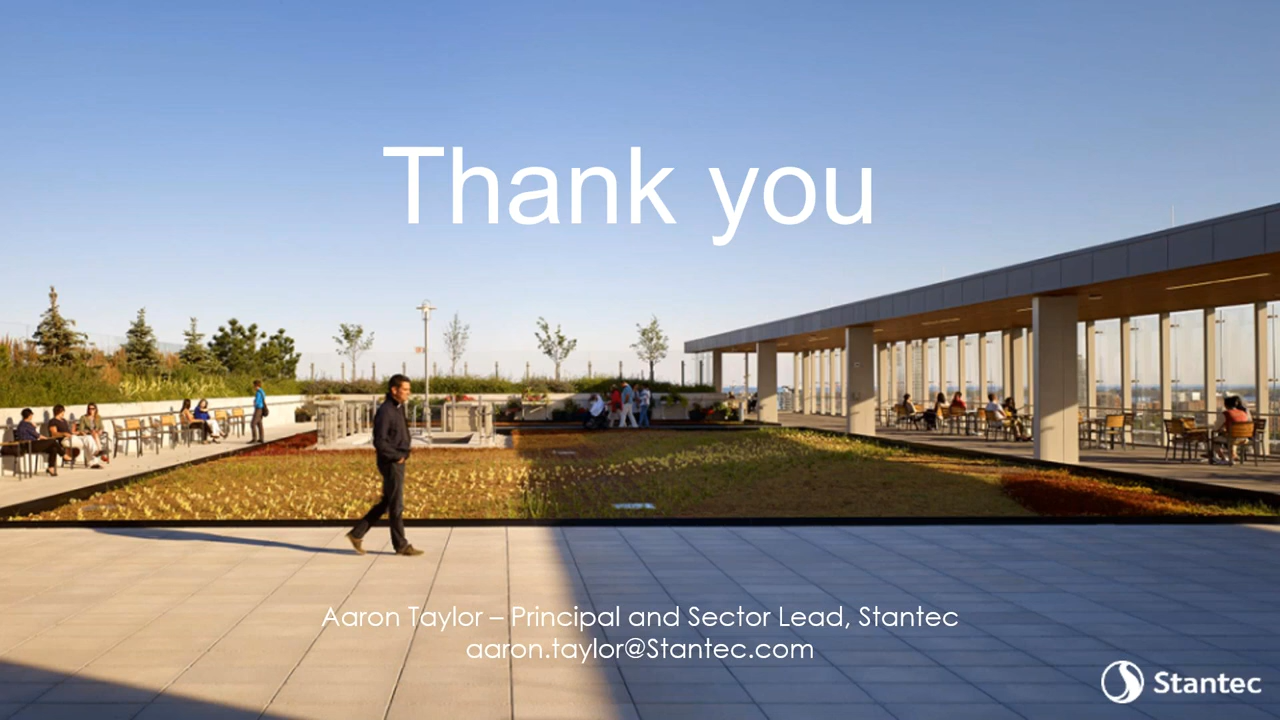 Thank you
Aaron Taylor – Principal and Sector Lead, Stantec
aaron.taylor@Stantec.com
Stantec